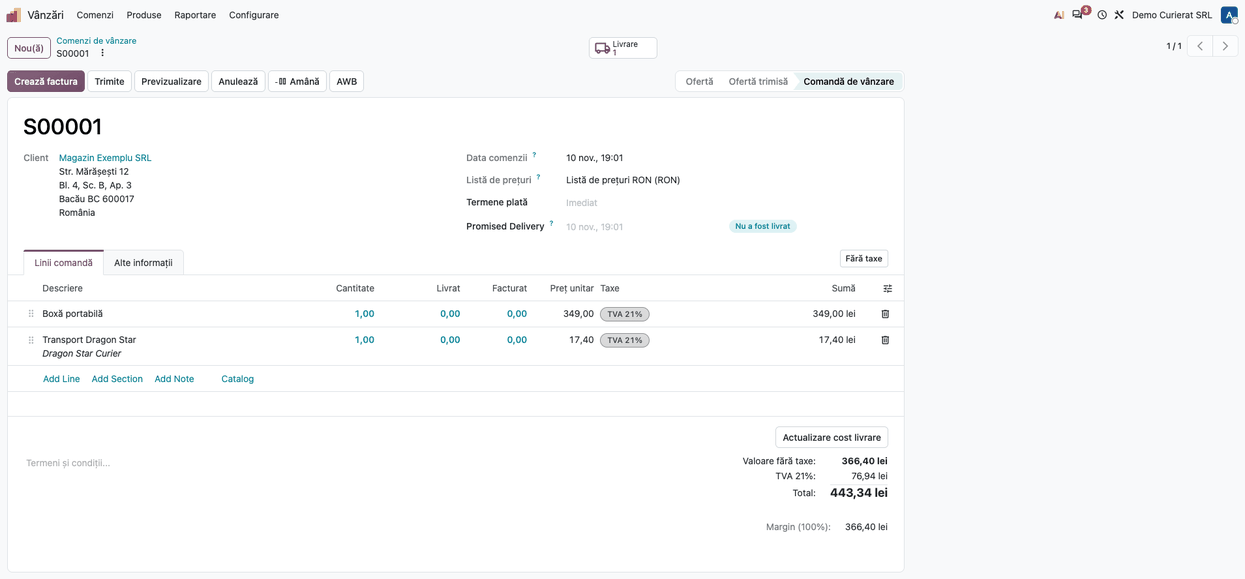 Vânzări Comenzi Produse Raportare Configurare
AI 3 Demo Curierat SRL A
Nou(ă) Comenzi de vânzare
S00001
Livrare
1
1 / 1
Crează factura Trimite Previzualizare Anulează Amână AWB
Ofertă Ofertă trimisă Comandă de vânzare
S00001
Client Magazin Exemplu SRL
Str. Mărășești 12
Bl. 4, Sc. B, Ap. 3
Bacău BC 600017
România
Data comenzii ? 10 nov., 19:01
Listă de prețuri ? Listă de prețuri RON (RON)
Termene plată Imediat
Promised Delivery ? 10 nov., 19:01 Nu a fost livrat
Linii comandă Alte informații Fără taxe
Descriere Cantitate Livrat Facturat Preț unitar Taxe Sumă
Boxă portabilă 1,00 0,00 0,00 349,00 TVA 21% 349,00 lei
Transport Dragon Star 1,00 0,00 0,00 17,40 TVA 21% 17,40 lei
Dragon Star Curier
Add Line Add Section Add Note Catalog
Actualizare cost livrare
Termeni și condiții...
Valoare fără taxe: 366,40 lei
TVA 21%: 76,94 lei
Total: 443,34 lei
Margin (100%): 366,40 lei